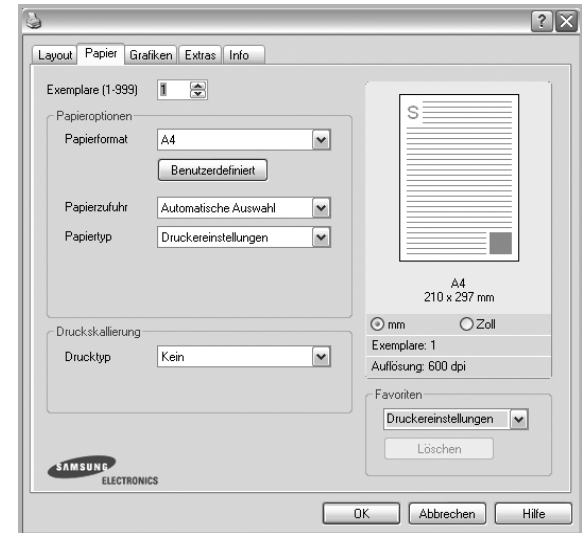 Layout Papier Grafiken Extras Info
Exemplare (1-999) 1
Papieroptionen
Papierformat A4
Benutzerdefiniert
Papierzufuhr Automatische Auswahl
Papiertyp Druckereinstellungen
Druckskallierung
Drucktyp Kein
SAMSUNG
ELECTRONICS
S
A4
210 x 297 mm
mm Zoll
Exemplare: 1
Auflösung: 600 dpi
Favoriten
Druckereinstellungen
Löschen
OK Abbrechen Hilfe